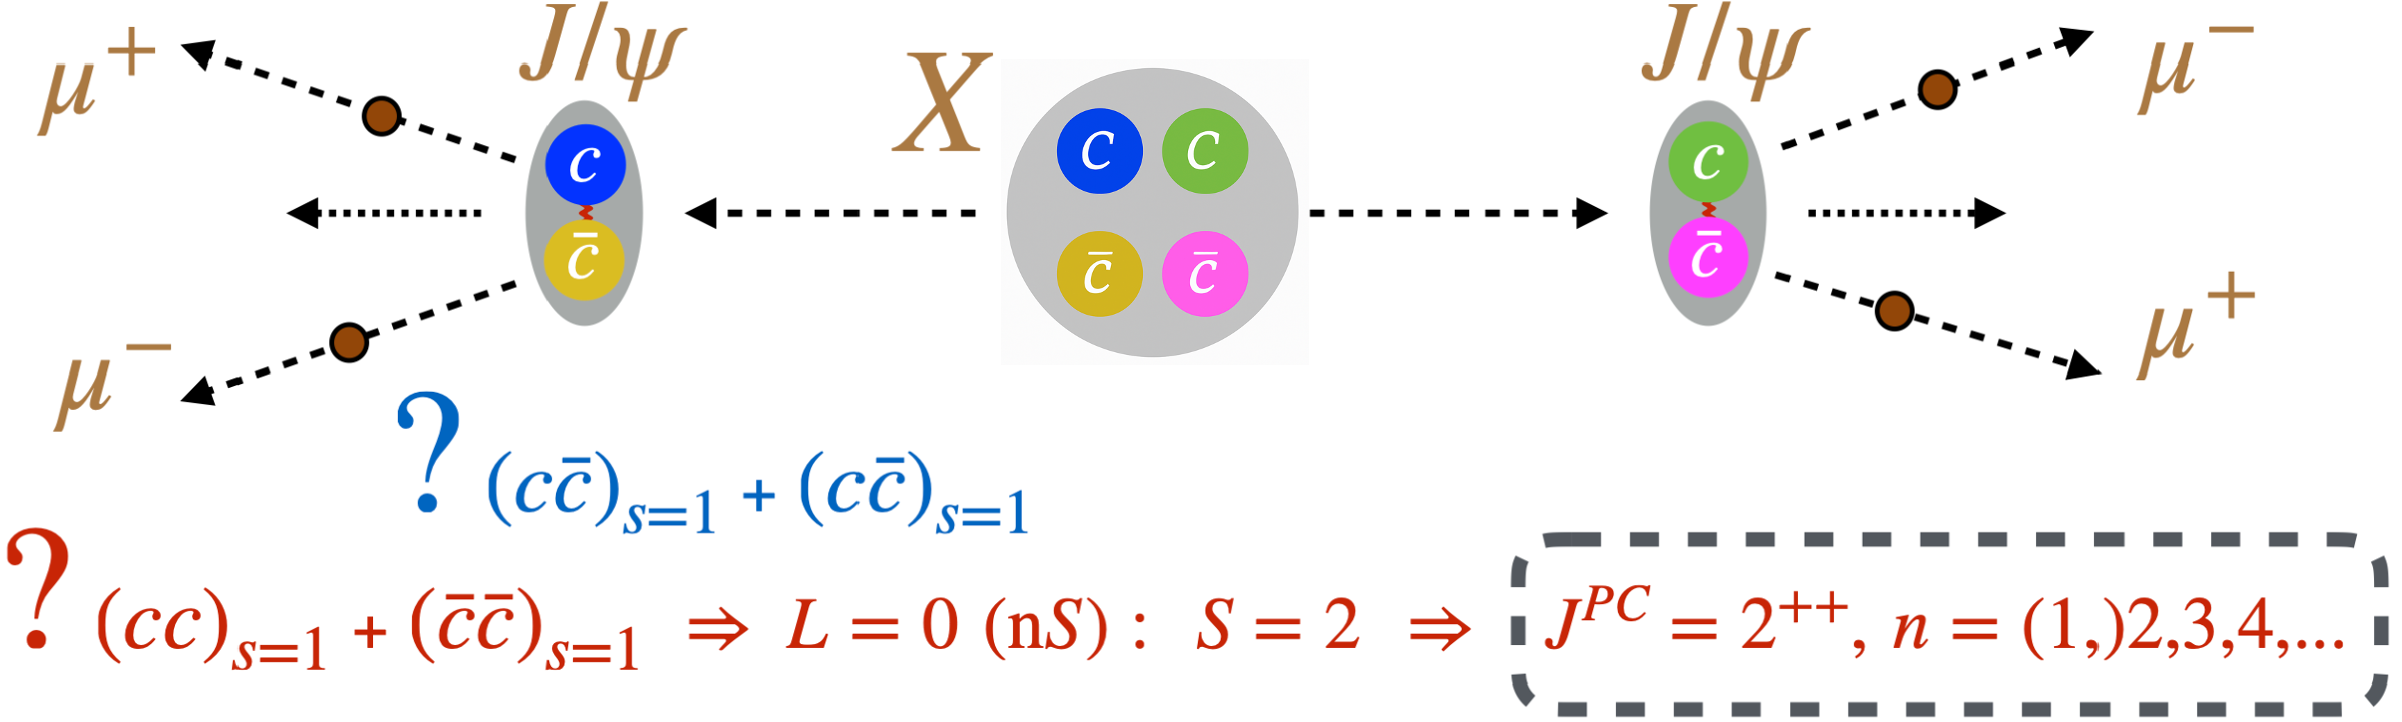 μ⁺ J/ψ X J/ψ μ⁻
c c c c
c̄ c̄ c̄ c̄
μ⁻ μ⁺
? (cc̄)ₛ₌₁ + (cc̄)ₛ₌₁
? (cc)ₛ₌₁ + (c̄c̄)ₛ₌₁ ⇒ L = 0 (nS) : S = 2 ⇒ Jᴾᶜ = 2⁺⁺, n = (1,)2,3,4,...